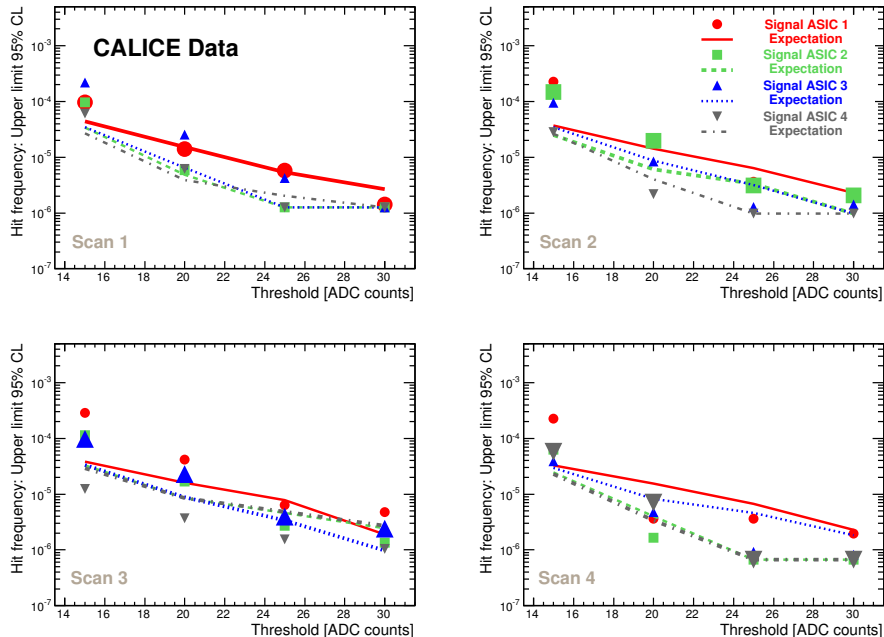 Hit frequency: Upper limit 95% CL
10⁻³
10⁻⁴
10⁻⁵
10⁻⁶
10⁻⁷
CALICE Data
Scan 1
14 16 18 20 22 24 26 28 30
Threshold [ADC counts]
Hit frequency: Upper limit 95% CL
10⁻³
10⁻⁴
10⁻⁵
10⁻⁶
10⁻⁷
Signal ASIC 1
Expectation
Signal ASIC 2
Expectation
Signal ASIC 3
Expectation
Signal ASIC 4
Expectation
Scan 2
14 16 18 20 22 24 26 28 30
Threshold [ADC counts]
Hit frequency: Upper limit 95% CL
10⁻³
10⁻⁴
10⁻⁵
10⁻⁶
10⁻⁷
Scan 3
14 16 18 20 22 24 26 28 30
Threshold [ADC counts]
Hit frequency: Upper limit 95% CL
10⁻³
10⁻⁴
10⁻⁵
10⁻⁶
10⁻⁷
Scan 4
14 16 18 20 22 24 26 28 30
Threshold [ADC counts]